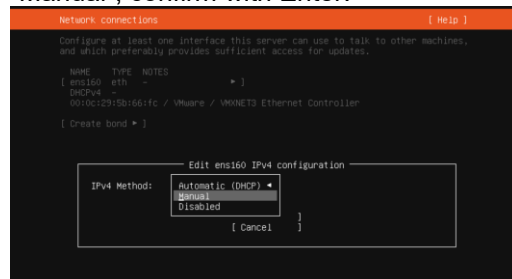 "Manual", confirm with Enter.
Network connections [ Help ]
Configure at least one interface this server can use to talk to other machines,
and which preferably provides sufficient access for updates.
NAME TYPE NOTES
[ ens160 eth - ▸ ]
DHCPv4 -
00:0c:29:5b:66:fc / VMware / VMXNET3 Ethernet Controller
[ Create bond ▸ ]
Edit ens160 IPv4 configuration
IPv4 Method: Automatic (DHCP) ◂
Manual
Disabled
]
[ Cancel ]